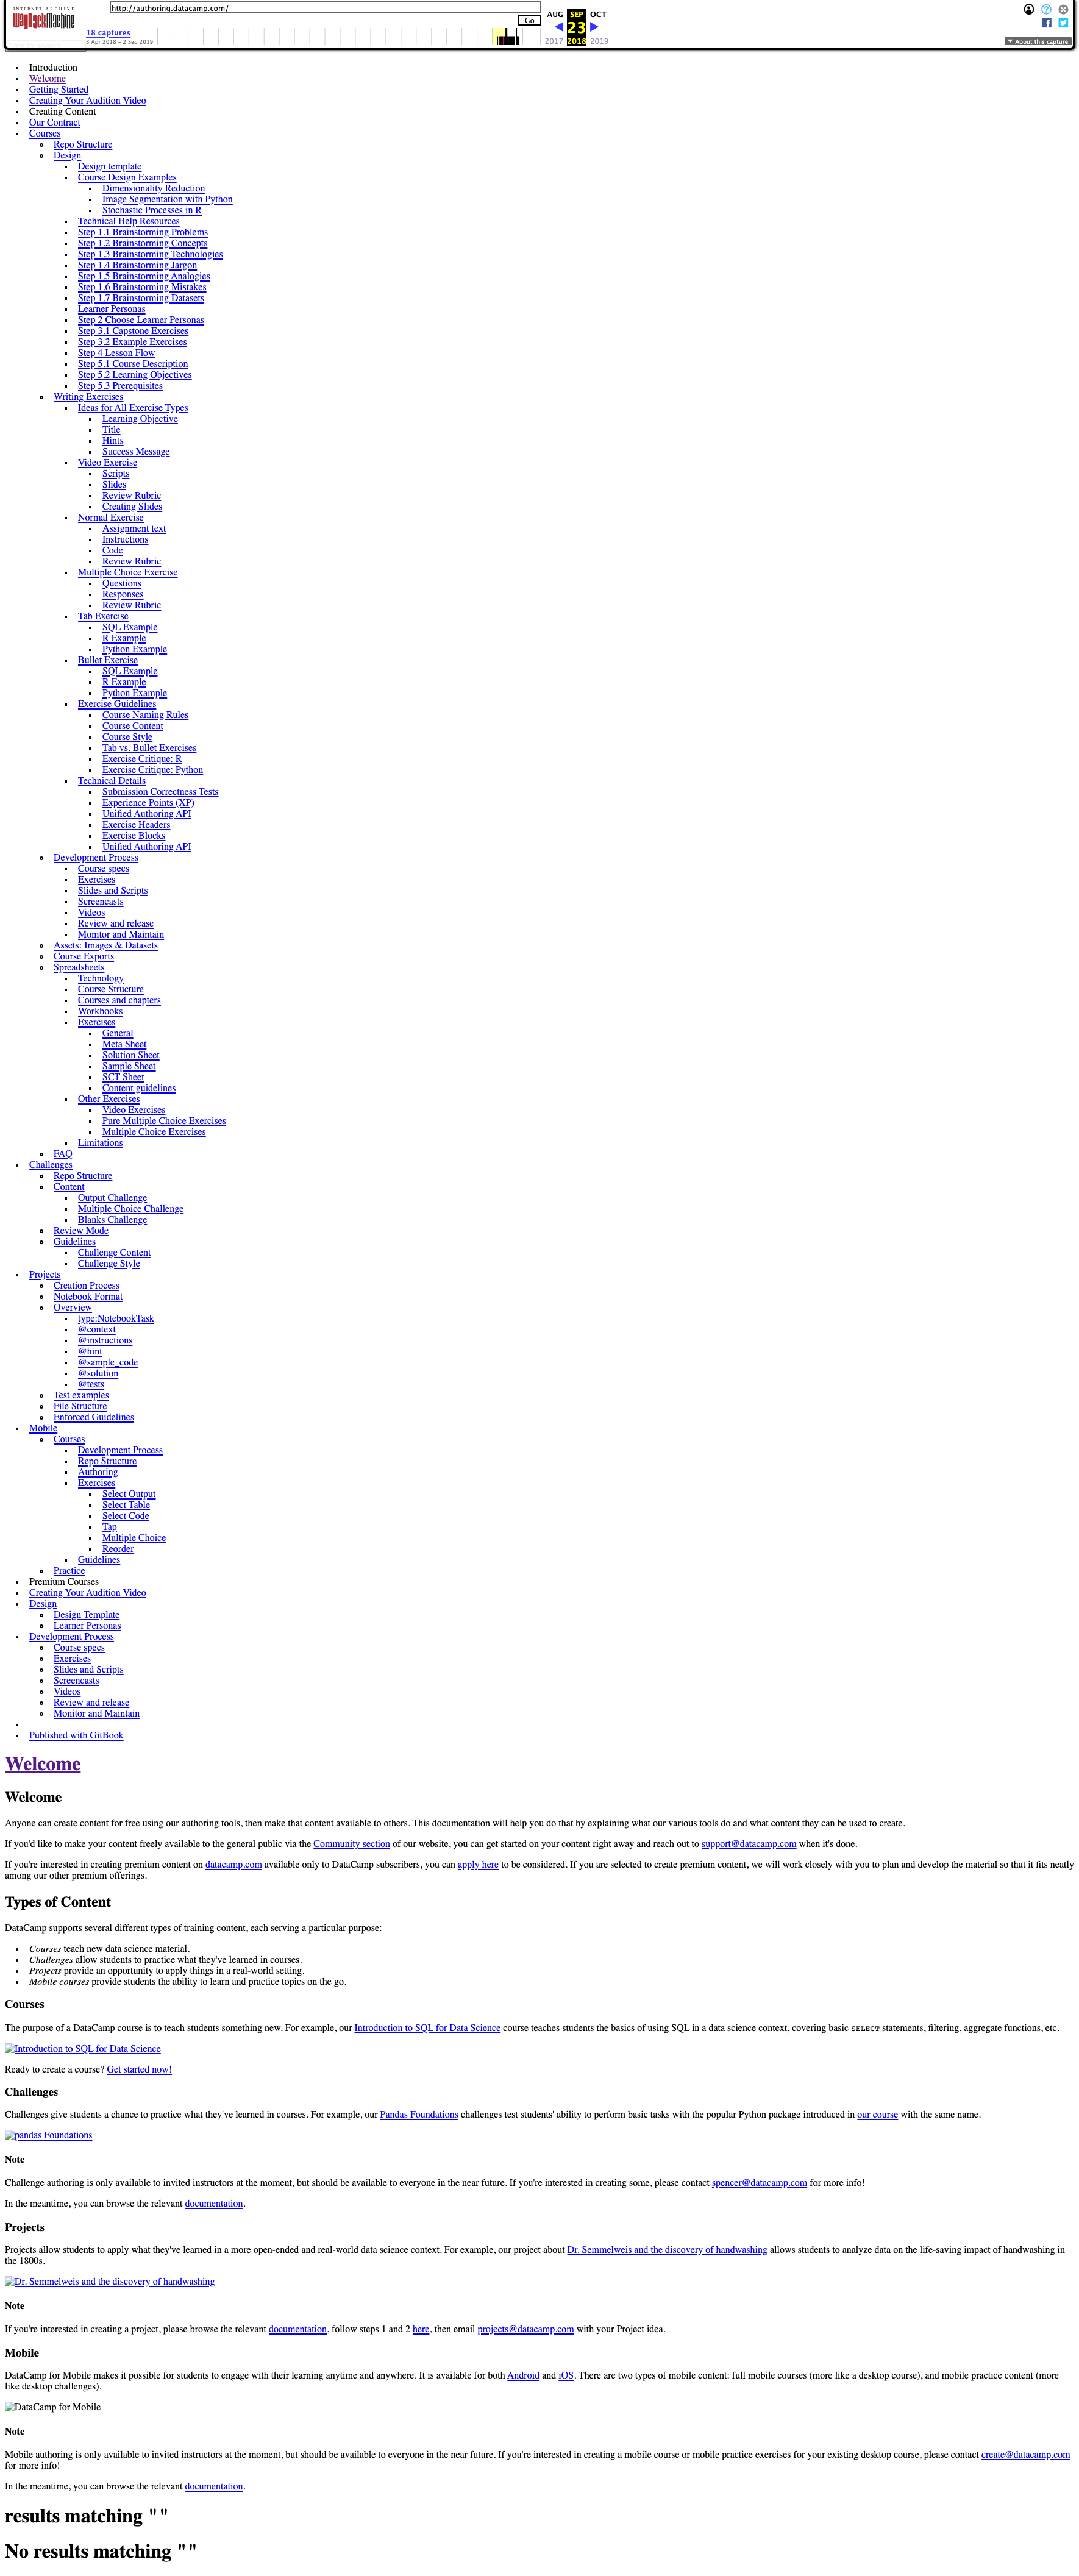 INTERNET ARCHIVE
WayBackMachine
http://authoring.datacamp.com/
Go
18 captures
3 Apr 2018 – 2 Sep 2019
AUG SEP OCT
23
2017 2018 2019
About this capture
Introduction
Welcome
Getting Started
Creating Your Audition Video
Creating Content
Our Contract
Courses
Repo Structure
Design
Design template
Course Design Examples
Dimensionality Reduction
Image Segmentation with Python
Stochastic Processes in R
Technical Help Resources
Step 1.1 Brainstorming Problems
Step 1.2 Brainstorming Concepts
Step 1.3 Brainstorming Technologies
Step 1.4 Brainstorming Jargon
Step 1.5 Brainstorming Analogies
Step 1.6 Brainstorming Mistakes
Step 1.7 Brainstorming Datasets
Learner Personas
Step 2 Choose Learner Personas
Step 3.1 Capstone Exercises
Step 3.2 Example Exercises
Step 4 Lesson Flow
Step 5.1 Course Description
Step 5.2 Learning Objectives
Step 5.3 Prerequisites
Writing Exercises
Ideas for All Exercise Types
Learning Objective
Title
Hints
Success Message
Video Exercise
Scripts
Slides
Review Rubric
Creating Slides
Normal Exercise
Assignment text
Instructions
Code
Review Rubric
Multiple Choice Exercise
Questions
Responses
Review Rubric
Tab Exercise
SQL Example
R Example
Python Example
Bullet Exercise
SQL Example
R Example
Python Example
Exercise Guidelines
Course Naming Rules
Course Content
Course Style
Tab vs. Bullet Exercises
Exercise Critique: R
Exercise Critique: Python
Technical Details
Submission Correctness Tests
Experience Points (XP)
Unified Authoring API
Exercise Headers
Exercise Blocks
Unified Authoring API
Development Process
Course specs
Exercises
Slides and Scripts
Screencasts
Videos
Review and release
Monitor and Maintain
Assets: Images & Datasets
Course Exports
Spreadsheets
Technology
Course Structure
Courses and chapters
Workbooks
Exercises
General
Meta Sheet
Solution Sheet
Sample Sheet
SCT Sheet
Content guidelines
Other Exercises
Video Exercises
Pure Multiple Choice Exercises
Multiple Choice Exercises
Limitations
FAQ
Challenges
Repo Structure
Content
Output Challenge
Multiple Choice Challenge
Blanks Challenge
Review Mode
Guidelines
Challenge Content
Challenge Style
Projects
Creation Process
Notebook Format
Overview
type:NotebookTask
@context
@instructions
@hint
@sample_code
@solution
@tests
Test examples
File Structure
Enforced Guidelines
Mobile
Courses
Development Process
Repo Structure
Authoring
Exercises
Select Output
Select Table
Select Code
Tap
Multiple Choice
Reorder
Guidelines
Practice
Premium Courses
Creating Your Audition Video
Design
Design Template
Learner Personas
Development Process
Course specs
Exercises
Slides and Scripts
Screencasts
Videos
Review and release
Monitor and Maintain
Published with GitBook
Welcome
Welcome
Anyone can create content for free using our authoring tools, then make that content available to others. This documentation will help you do that by explaining what our various tools do and what content they can be used to create.
If you'd like to make your content freely available to the general public via the Community section of our website, you can get started on your content right away and reach out to support@datacamp.com when it's done.
If you're interested in creating premium content on datacamp.com available only to DataCamp subscribers, you can apply here to be considered. If you are selected to create premium content, we will work closely with you to plan and develop the material so that it fits neatly
among our other premium offerings.
Types of Content
DataCamp supports several different types of training content, each serving a particular purpose:
Courses teach new data science material.
Challenges allow students to practice what they've learned in courses.
Projects provide an opportunity to apply things in a real-world setting.
Mobile courses provide students the ability to learn and practice topics on the go.
Courses
The purpose of a DataCamp course is to teach students something new. For example, our Introduction to SQL for Data Science course teaches students the basics of using SQL in a data science context, covering basic SELECT statements, filtering, aggregate functions, etc.
Introduction to SQL for Data Science
Ready to create a course? Get started now!
Challenges
Challenges give students a chance to practice what they've learned in courses. For example, our Pandas Foundations challenges test students' ability to perform basic tasks with the popular Python package introduced in our course with the same name.
pandas Foundations
Note
Challenge authoring is only available to invited instructors at the moment, but should be available to everyone in the near future. If you're interested in creating some, please contact spencer@datacamp.com for more info!
In the meantime, you can browse the relevant documentation.
Projects
Projects allow students to apply what they've learned in a more open-ended and real-world data science context. For example, our project about Dr. Semmelweis and the discovery of handwashing allows students to analyze data on the life-saving impact of handwashing in
the 1800s.
Dr. Semmelweis and the discovery of handwashing
Note
If you're interested in creating a project, please browse the relevant documentation, follow steps 1 and 2 here, then email projects@datacamp.com with your Project idea.
Mobile
DataCamp for Mobile makes it possible for students to engage with their learning anytime and anywhere. It is available for both Android and iOS. There are two types of mobile content: full mobile courses (more like a desktop course), and mobile practice content (more
like desktop challenges).
DataCamp for Mobile
Note
Mobile authoring is only available to invited instructors at the moment, but should be available to everyone in the near future. If you're interested in creating a mobile course or mobile practice exercises for your existing desktop course, please contact create@datacamp.com
for more info!
In the meantime, you can browse the relevant documentation.
results matching ""
No results matching ""